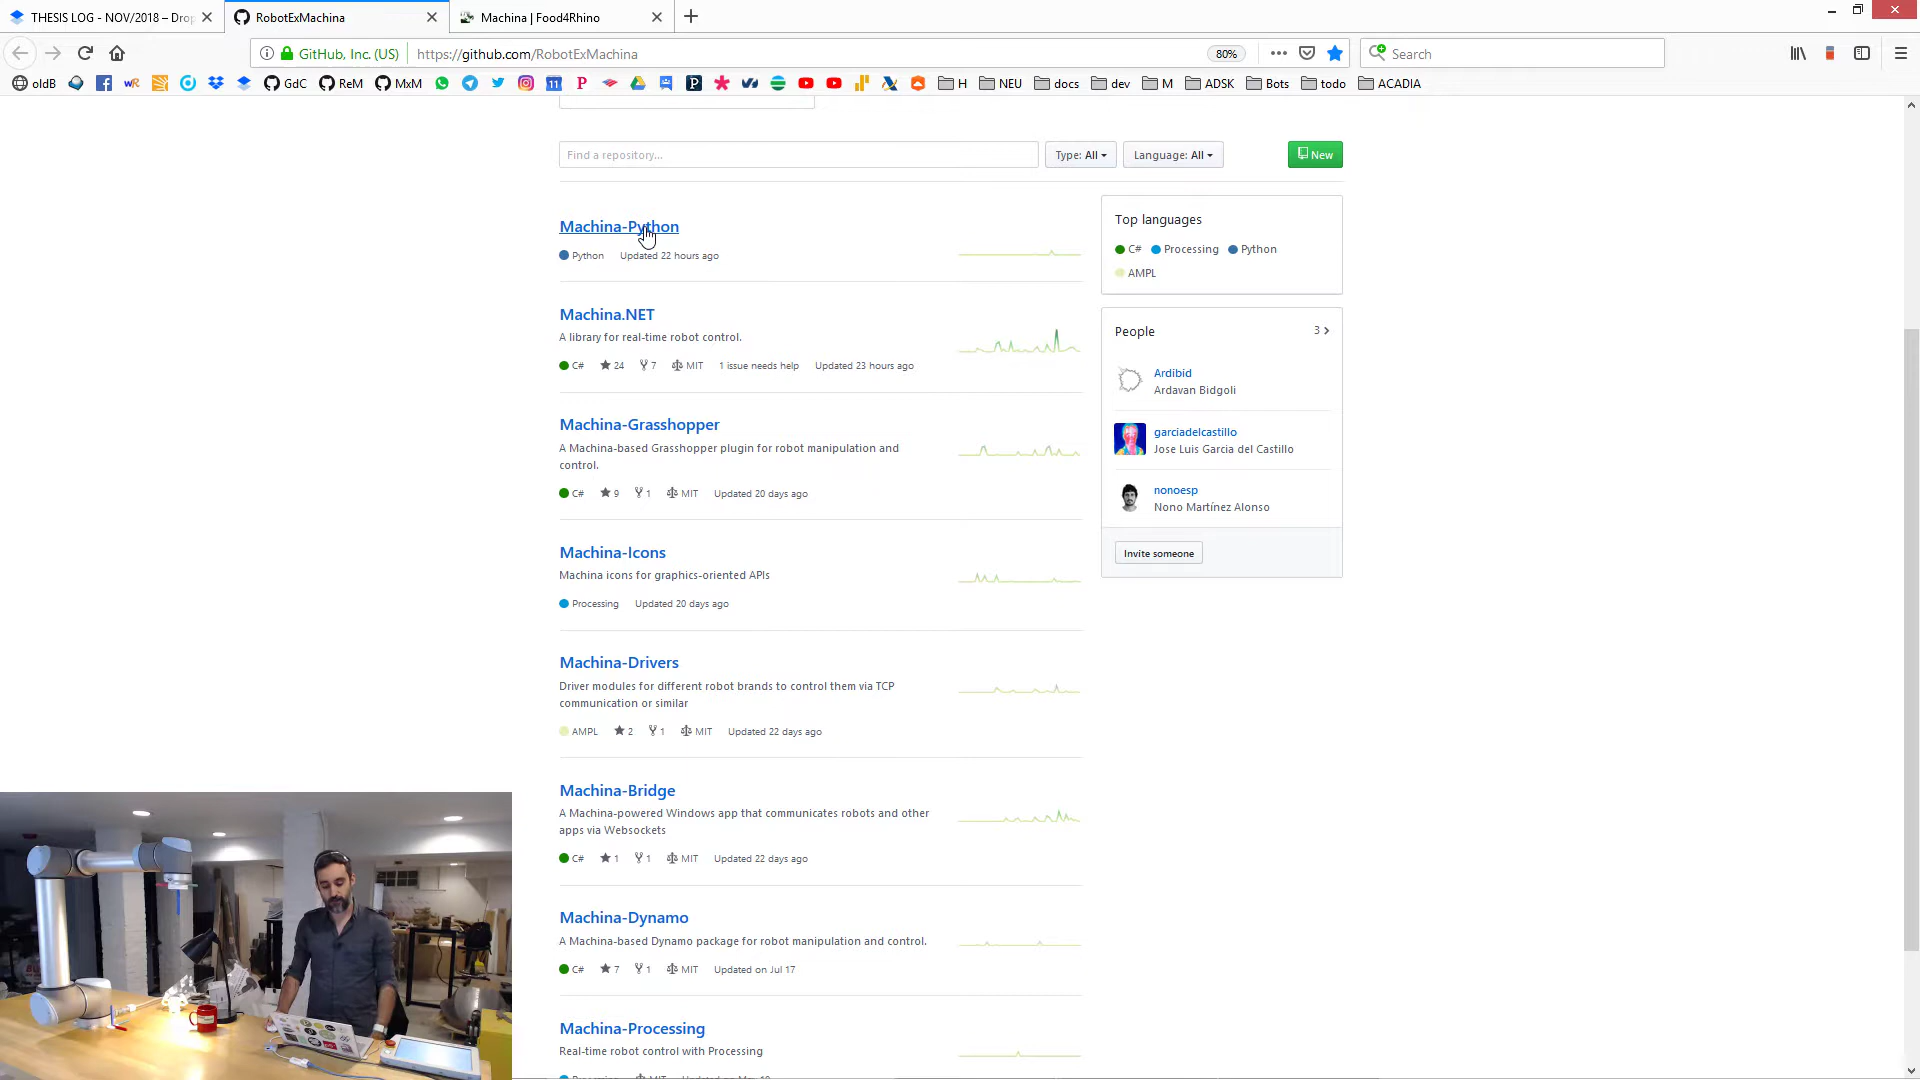 THESIS LOG - NOV/2018 – Drop
RobotExMachina
Machina | Food4Rhino
GitHub, Inc. (US)
https://github.com/RobotExMachina
80%
Search
oldB
GdC
ReM
MxM
H
NEU
docs
dev
M
ADSK
Bots
todo
ACADIA
Find a repository...
Type: All
Language: All
New
Machina-Python
Python Updated 22 hours ago
Machina.NET
A library for real-time robot control.
C# 24 7 MIT 1 issue needs help Updated 23 hours ago
Machina-Grasshopper
A Machina-based Grasshopper plugin for robot manipulation and
control.
C# 9 1 MIT Updated 20 days ago
Machina-Icons
Machina icons for graphics-oriented APIs
Processing Updated 20 days ago
Machina-Drivers
Driver modules for different robot brands to control them via TCP
communication or similar
AMPL 2 1 MIT Updated 22 days ago
Machina-Bridge
A Machina-powered Windows app that communicates robots and other
apps via Websockets
C# 1 1 MIT Updated 22 days ago
Machina-Dynamo
A Machina-based Dynamo package for robot manipulation and control.
C# 7 1 MIT Updated on Jul 17
Machina-Processing
Real-time robot control with Processing
Top languages
C# Processing Python
AMPL
People 3
Ardibid
Ardavan Bidgoli
garciadelcastillo
Jose Luis Garcia del Castillo
nonoesp
Nono Martínez Alonso
Invite someone